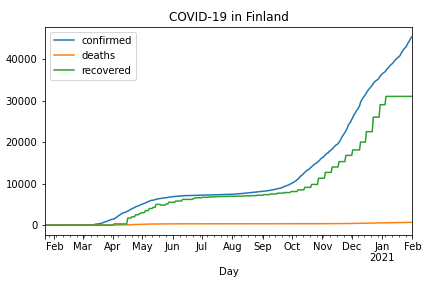 COVID-19 in Finland
confirmed
deaths
recovered
40000
30000
20000
10000
0
Feb Mar Apr May Jun Jul Aug Sep Oct Nov Dec Jan Feb
2021
Day